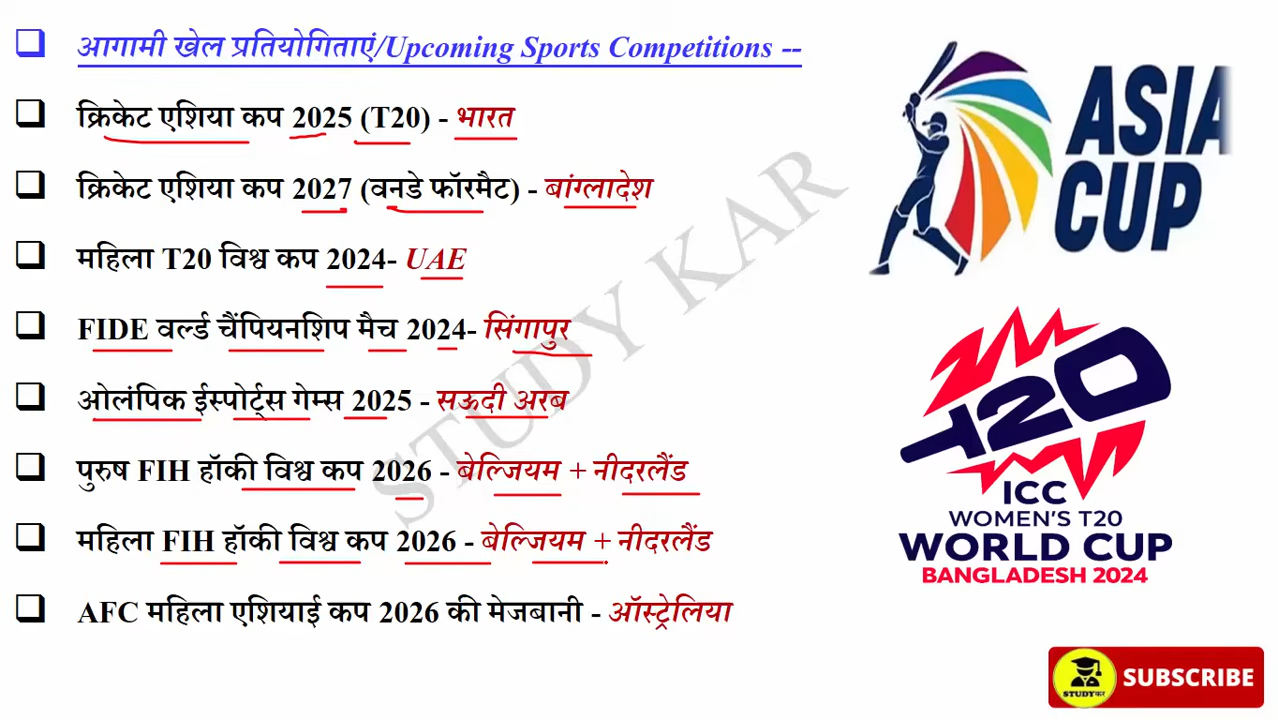 आगामी खेल प्रतियोगिताएं/Upcoming Sports Competitions --
क्रिकेट एशिया कप 2025 (T20) - भारत
क्रिकेट एशिया कप 2027 (वनडे फॉरमैट) - बांग्लादेश
महिला T20 विश्व कप 2024- UAE
FIDE वर्ल्ड चैंपियनशिप मैच 2024- सिंगापुर
ओलंपिक ईस्पोर्ट्स गेम्स 2025 - सऊदी अरब
पुरुष FIH हॉकी विश्व कप 2026 - बेल्जियम + नीदरलैंड
महिला FIH हॉकी विश्व कप 2026 - बेल्जियम + नीदरलैंड
AFC महिला एशियाई कप 2026 की मेजबानी - ऑस्ट्रेलिया
STUDY KAR
ASIA
CUP
T20
ICC
WOMEN'S T20
WORLD CUP
BANGLADESH 2024
STUDYकर
SUBSCRIBE